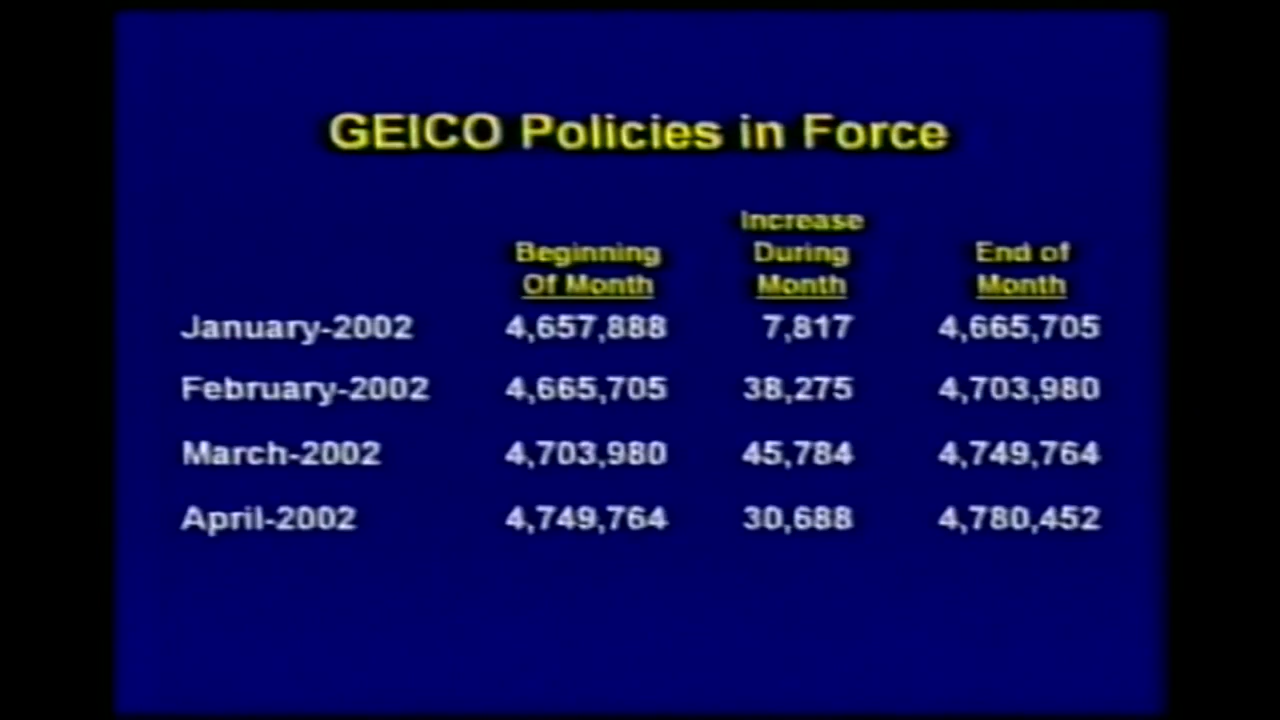 GEICO Policies in Force
Increase
Beginning During End of
Of Month Month Month
January-2002 4,657,888 7,817 4,665,705
February-2002 4,665,705 38,275 4,703,980
March-2002 4,703,980 45,784 4,749,764
April-2002 4,749,764 30,688 4,780,452